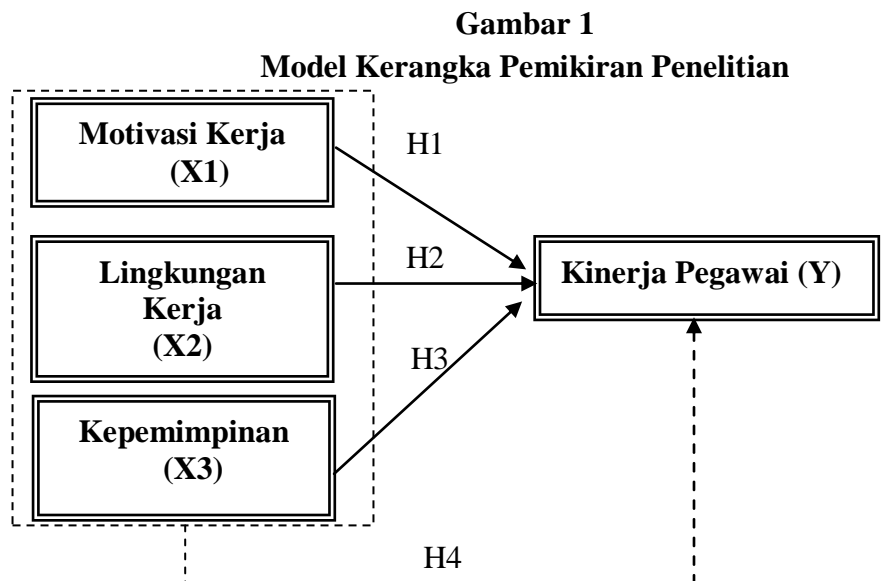 Gambar 1
Model Kerangka Pemikiran Penelitian
Motivasi Kerja
(X1)
H1
Lingkungan
Kerja
(X2)
H2
Kinerja Pegawai (Y)
H3
Kepemimpinan
(X3)
H4